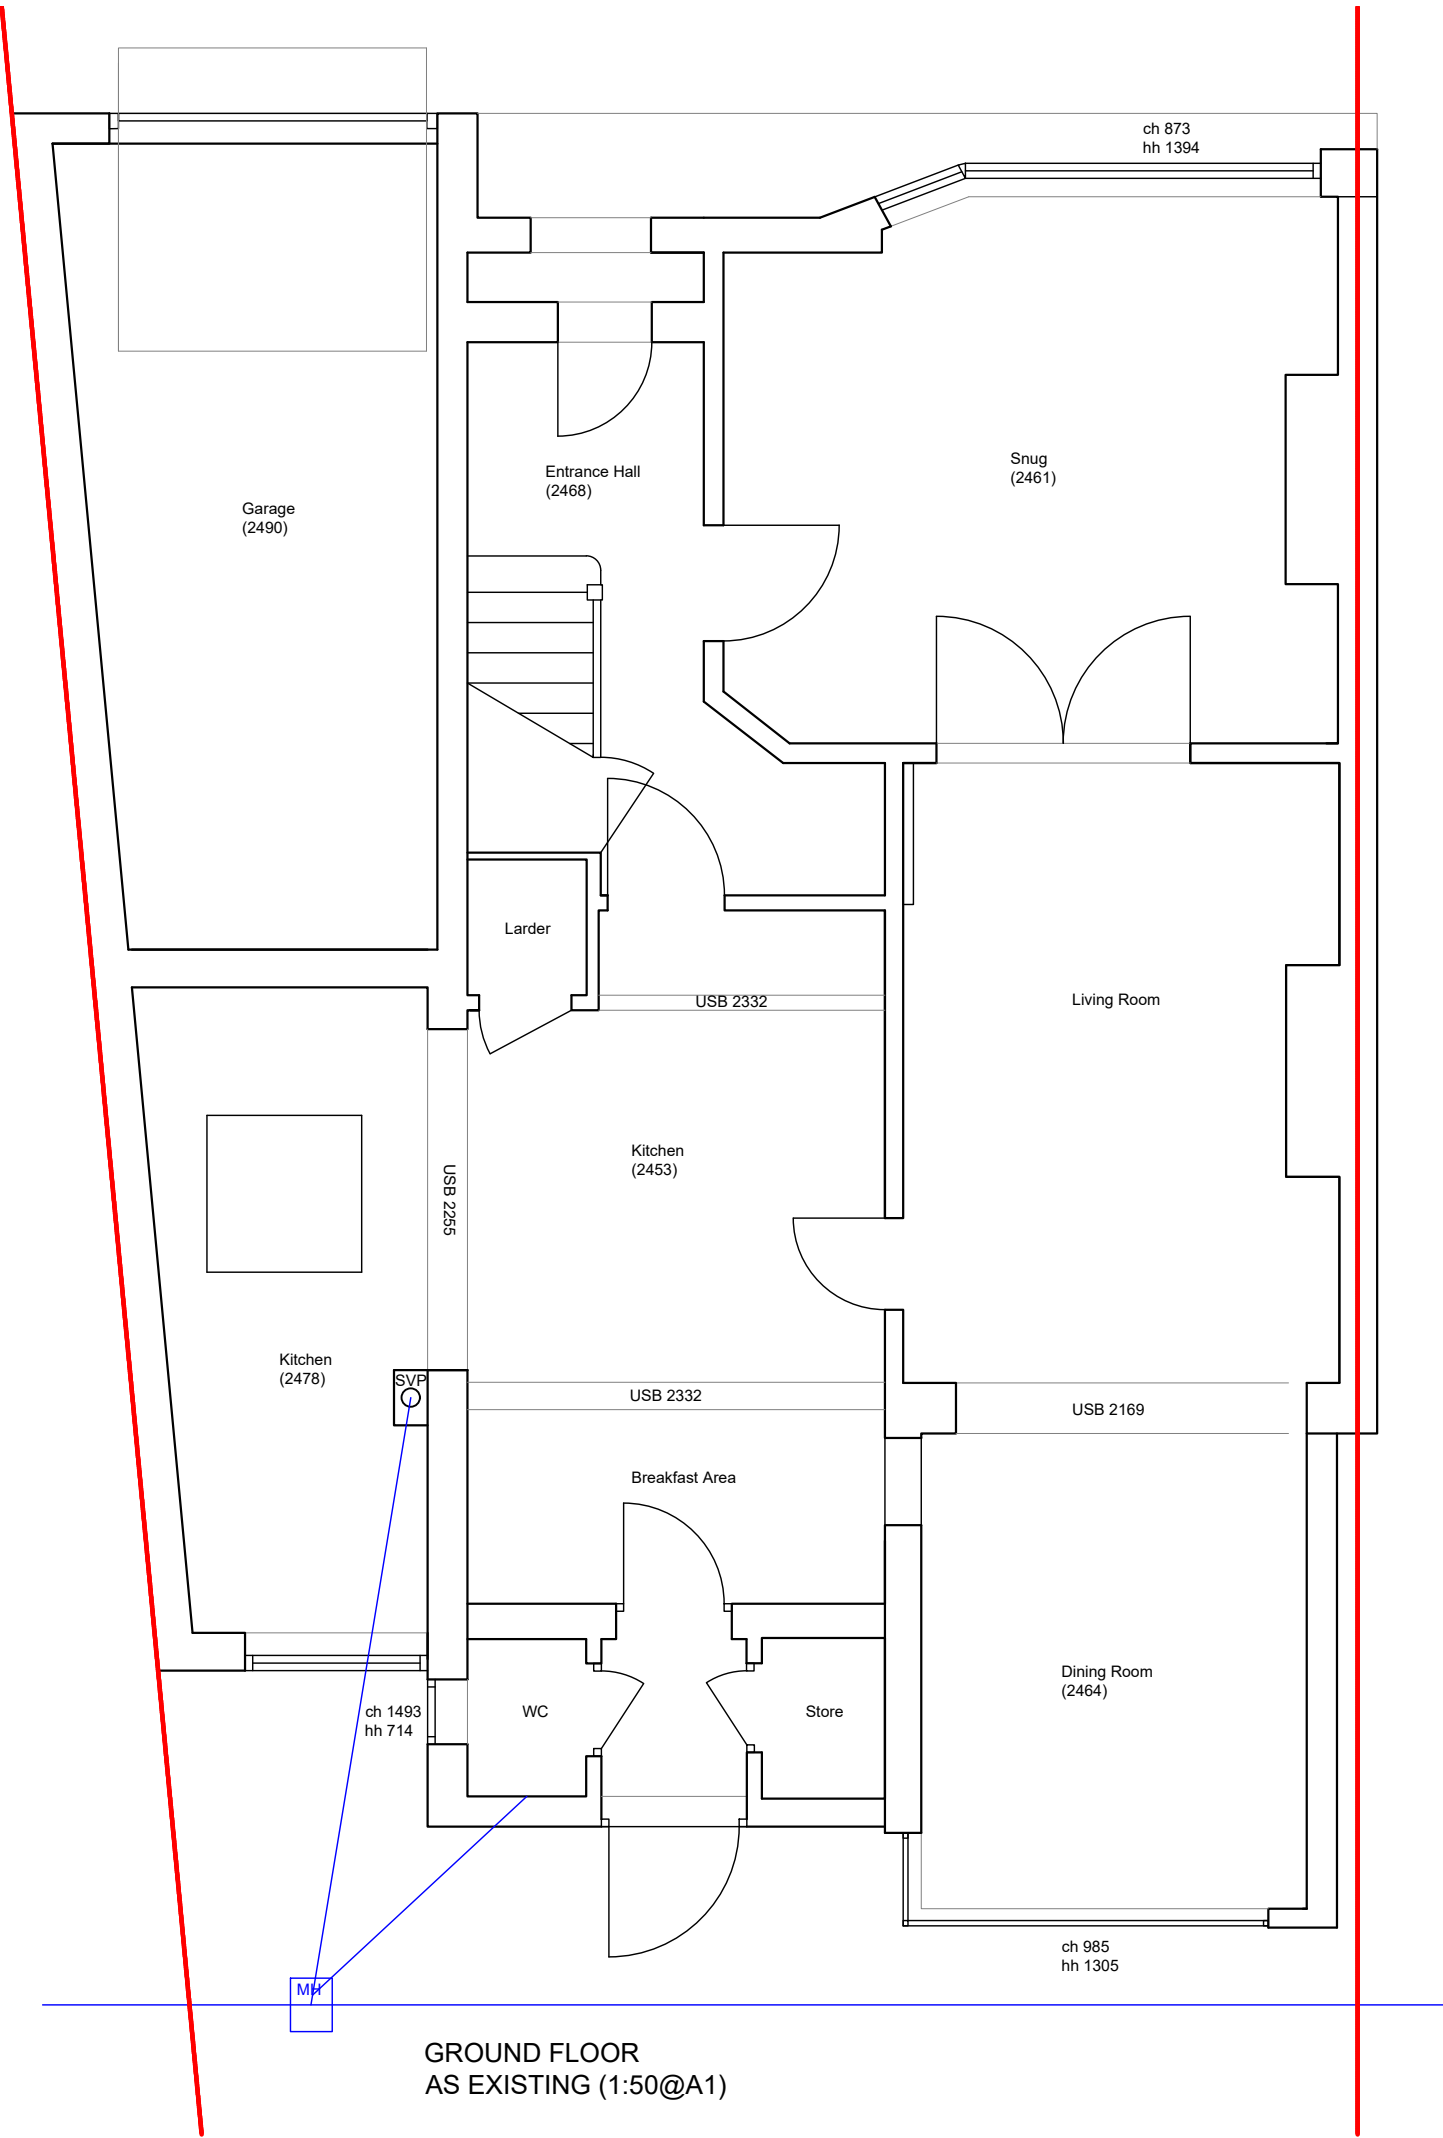 ch 873
hh 1394
Entrance Hall
(2468)
Snug
(2461)
Garage
(2490)
Larder
USB 2332
Living Room
Kitchen
(2453)
USB 2255
Kitchen
(2478)
SVP
USB 2332
USB 2169
Breakfast Area
Dining Room
(2464)
ch 1493
hh 714
WC
Store
ch 985
hh 1305
MH
GROUND FLOOR
AS EXISTING (1:50@A1)